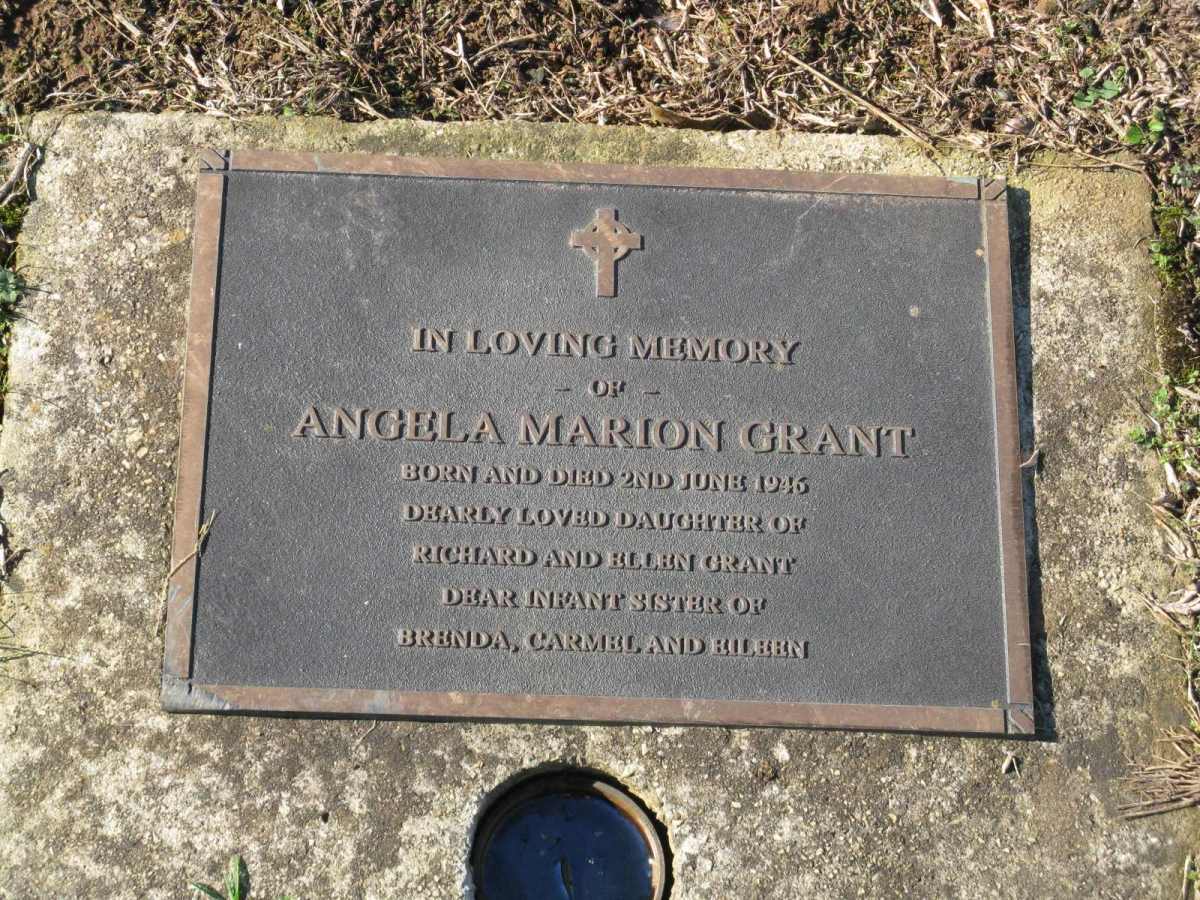 IN LOVING MEMORY
- OF -
ANGELA MARION GRANT
BORN AND DIED 2ND JUNE 1946
DEARLY LOVED DAUGHTER OF
RICHARD AND ELLEN GRANT
DEAR INFANT SISTER OF
BRENDA, CARMEL AND EILEEN